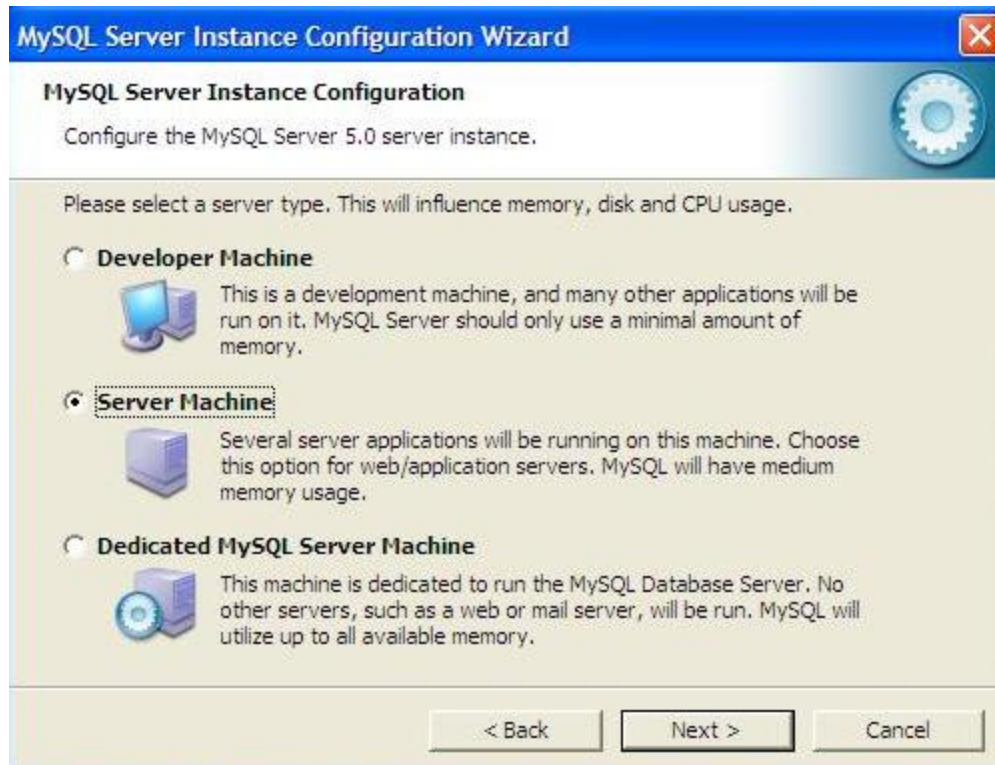 MySQL Server Instance Configuration Wizard
MySQL Server Instance Configuration
Configure the MySQL Server 5.0 server instance.
Please select a server type. This will influence memory, disk and CPU usage.
Developer Machine
This is a development machine, and many other applications will be
run on it. MySQL Server should only use a minimal amount of
memory.
Server Machine
Several server applications will be running on this machine. Choose
this option for web/application servers. MySQL will have medium
memory usage.
Dedicated MySQL Server Machine
This machine is dedicated to run the MySQL Database Server. No
other servers, such as a web or mail server, will be run. MySQL will
utilize up to all available memory.
< Back Next > Cancel